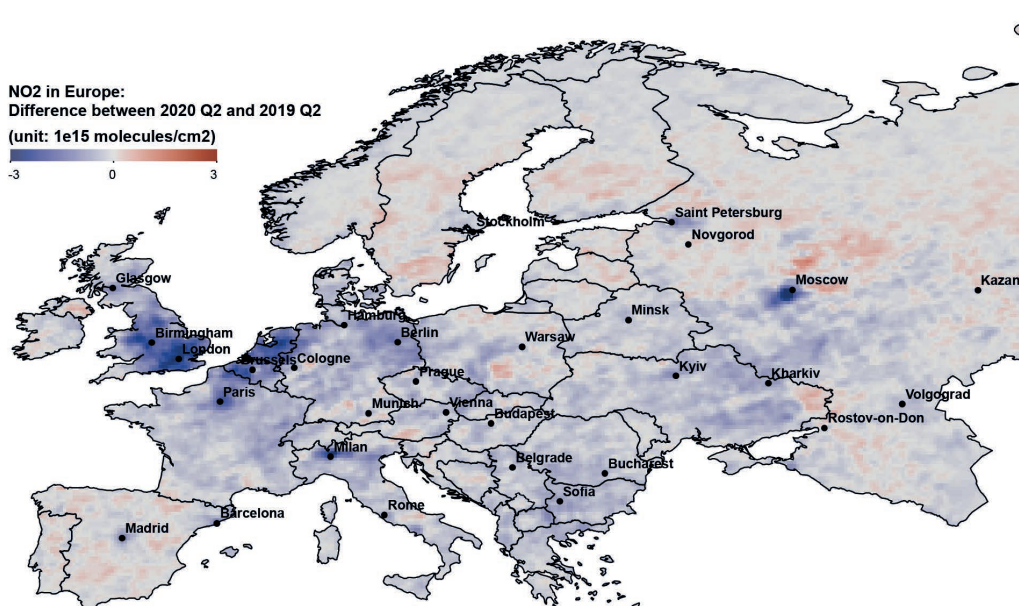 NO2 in Europe:
Difference between 2020 Q2 and 2019 Q2
(unit: 1e15 molecules/cm2)
-3 0 3
Stockholm
Saint Petersburg
Novgorod
Glasgow
Moscow
Kazan
Minsk
Hamburg
Birmingham
Berlin
Warsaw
London
Brussels
Cologne
Prague
Kyiv
Kharkiv
Paris
Munich
Vienna
Budapest
Volgograd
Rostov-on-Don
Milan
Belgrade
Bucharest
Sofia
Rome
Barcelona
Madrid